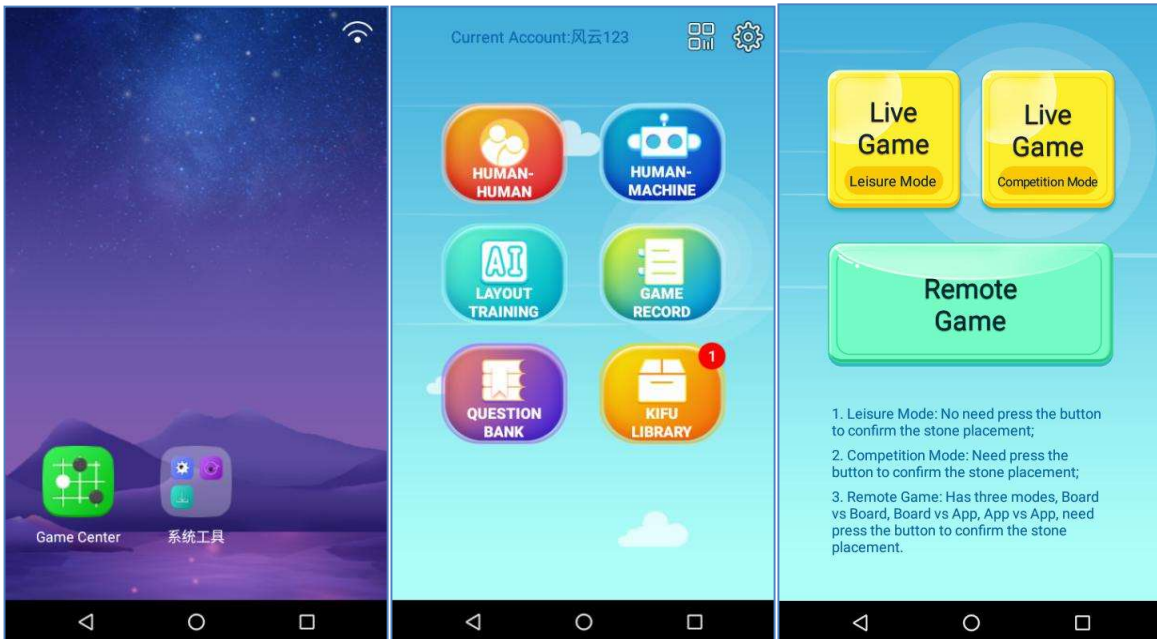 Game Center
系统工具
Current Account:风云123
HUMAN-
HUMAN
HUMAN-
MACHINE
AI
LAYOUT
TRAINING
GAME
RECORD
QUESTION
BANK
1
KIFU
LIBRARY
Live
Game
Leisure Mode
Live
Game
Competition Mode
Remote
Game
1. Leisure Mode: No need press the button
to confirm the stone placement;
2. Competition Mode: Need press the
button to confirm the stone placement;
3. Remote Game: Has three modes, Board
vs Board, Board vs App, App vs App, need
press the button to confirm the stone
placement.